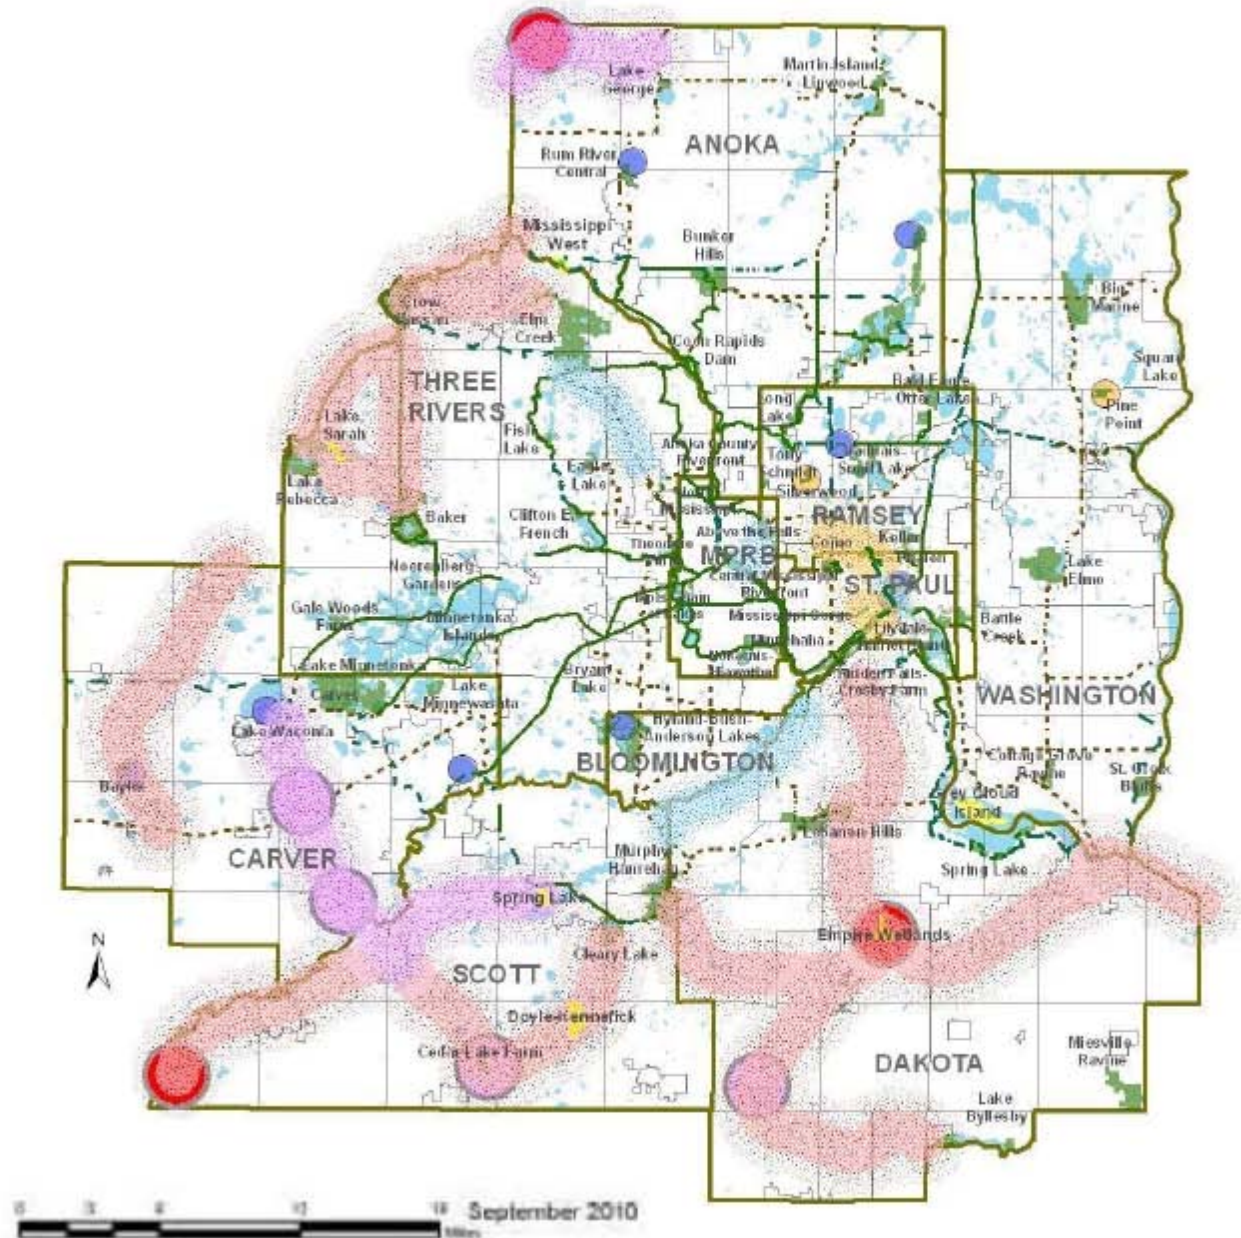 Lake
George
Martin-Island
Linwood
ANOKA
Rum River
Central
Mississippi
West
Bunker
Hills
Big
Marine
Crow
Hassan
Elm
Creek
Coon Rapids
Dam
Square
Lake
THREE
RIVERS
Bald Eagle
Otter Lake
Long
Lake
Pine
Point
Lake
Sarah
Fish
Lake
Anoka County
Riverfront
Tony
Schmidt
Eagle
Lake
Silverwood
Lake
Rebecca
Baker
Clifton E.
French
RAMSEY
Above the Falls
Keller
MPRB
Central Mississippi
Riverfront
ST. PAUL
Lake
Elmo
Noerenberg
Gardens
Gale Woods
Farm
Minnetonka
Islands
Mississippi Gorge
Battle
Creek
Lilydale
Minnehaha
Lake Minnetonka
Bryant
Lake
Carver
Lake
Minnewashta
Crosby Farm
WASHINGTON
Lake Waconia
Hyland-Bush-
Anderson Lakes
BLOOMINGTON
Cottage Grove
Ravine
St. Croix
Bluffs
Baylor
Grey Cloud
Island
Lebanon Hills
CARVER
Murphy
Hanrehan
Spring Lake
Spring Lake
Empire Wetlands
N
SCOTT
Cleary Lake
Doyle-Kennefick
Cedar Lake Farm
DAKOTA
Miesville
Ravine
Lake
Byllesby
September 2010
Miles